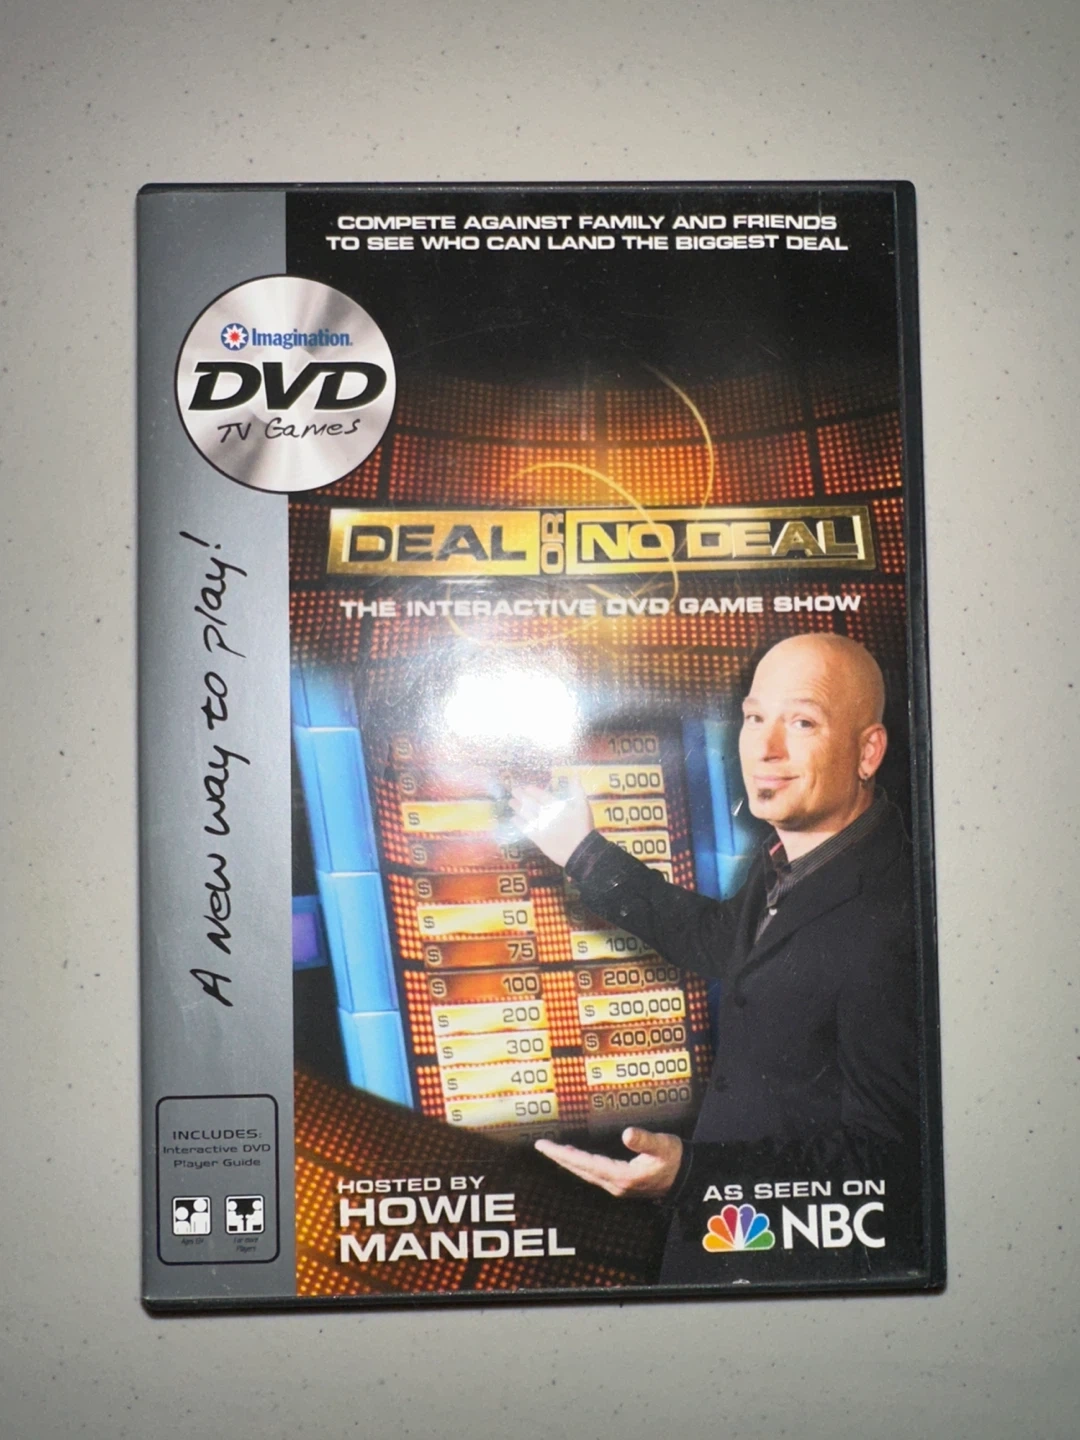 COMPETE AGAINST FAMILY AND FRIENDS
TO SEE WHO CAN LAND THE BIGGEST DEAL
Imagination
DVD
TV Games
A New way to play!
DEAL OR NO DEAL
THE INTERACTIVE DVD GAME SHOW
$
$
$
$
$ 25
$ 50
$ 75
$ 100
$ 200
$ 300
$ 400
$ 500
1,000
5,000
10,000
$ 100,
$ 200,000
$ 300,000
$ 400,000
$ 500,000
$1,000,000
INCLUDES:
Interactive DVD
Player Guide
HOSTED BY
HOWIE
MANDEL
AS SEEN ON
NBC